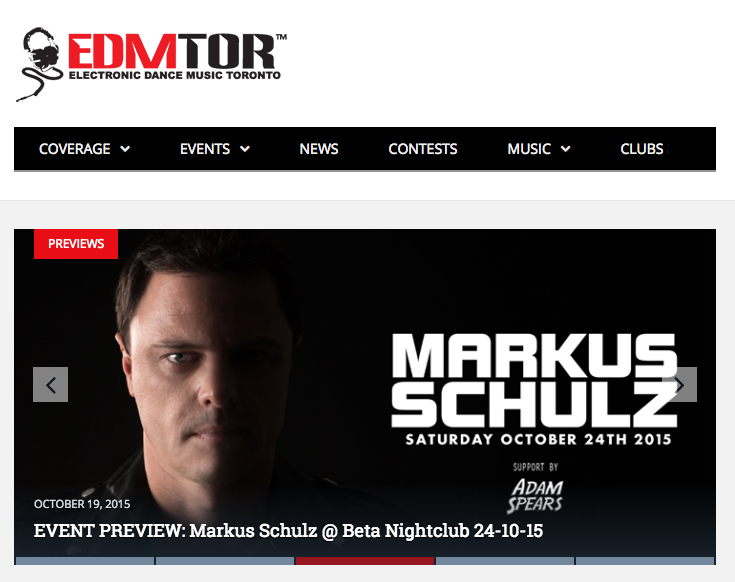 EDMTOR™
ELECTRONIC DANCE MUSIC TORONTO
COVERAGE EVENTS NEWS CONTESTS MUSIC CLUBS
PREVIEWS
MARKUS
SCHULZ
SATURDAY OCTOBER 24TH 2015
SUPPORT BY
ADAM
SPEARS
OCTOBER 19, 2015
EVENT PREVIEW: Markus Schulz @ Beta Nightclub 24-10-15